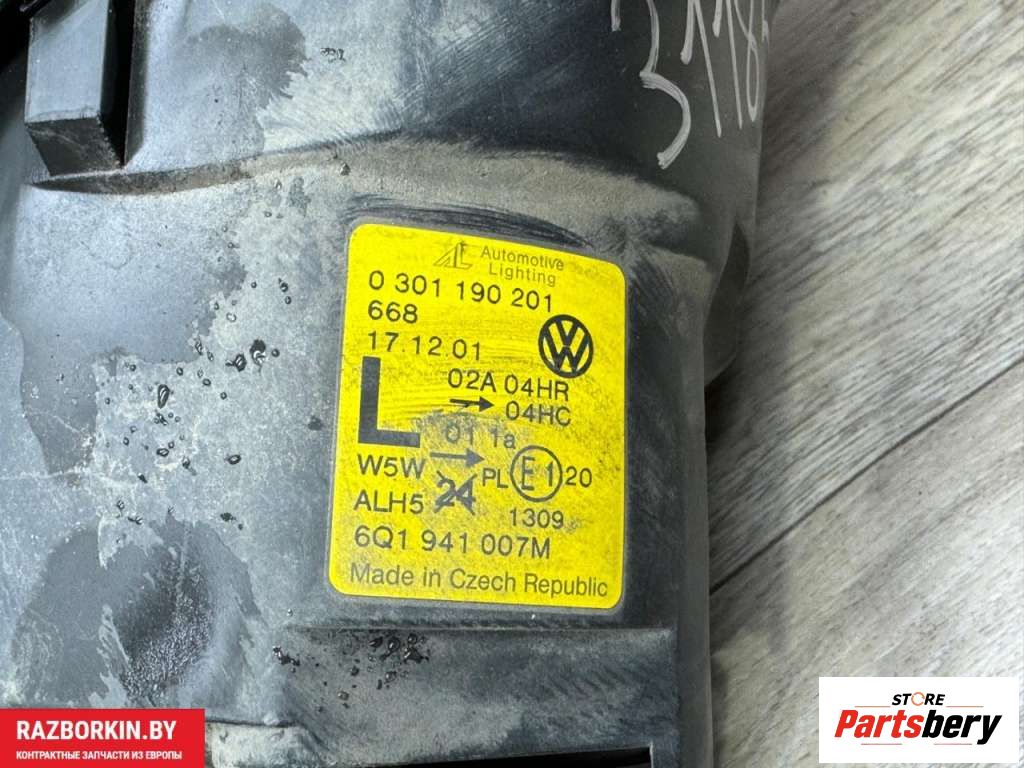 3118
Automotive
Lighting
0 301 190 201
668
17.12.01
L
02A 04HR
04HC
01 1a
W5W
PL E1 20
ALH5 24
1309
6Q1 941 007M
Made in Czech Republic
RAZBORKIN.BY
КОНТРАКТНЫЕ ЗАПЧАСТИ ИЗ ЕВРОПЫ
STORE
Partsbery